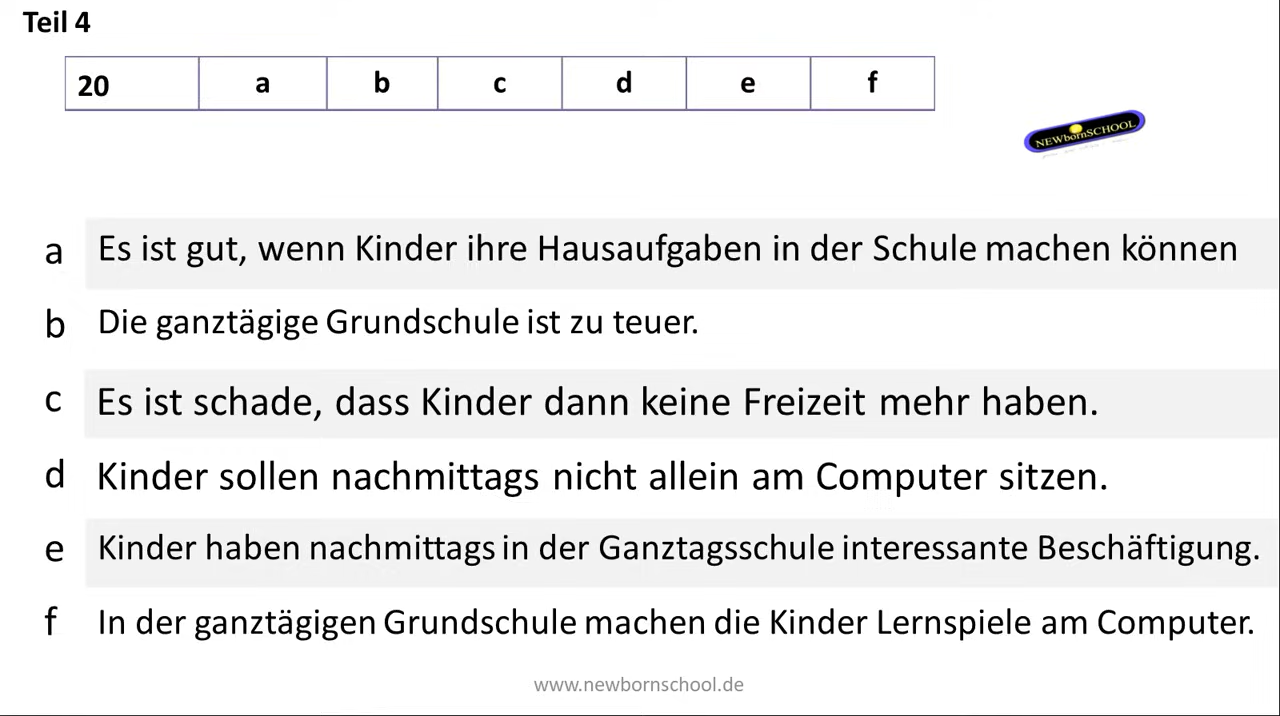 Teil 4
20 a b c d e f
NEWbornSCHOOL
a Es ist gut, wenn Kinder ihre Hausaufgaben in der Schule machen können
b Die ganztägige Grundschule ist zu teuer.
c Es ist schade, dass Kinder dann keine Freizeit mehr haben.
d Kinder sollen nachmittags nicht allein am Computer sitzen.
e Kinder haben nachmittags in der Ganztagsschule interessante Beschäftigung.
f In der ganztägigen Grundschule machen die Kinder Lernspiele am Computer.
www.newbornschool.de